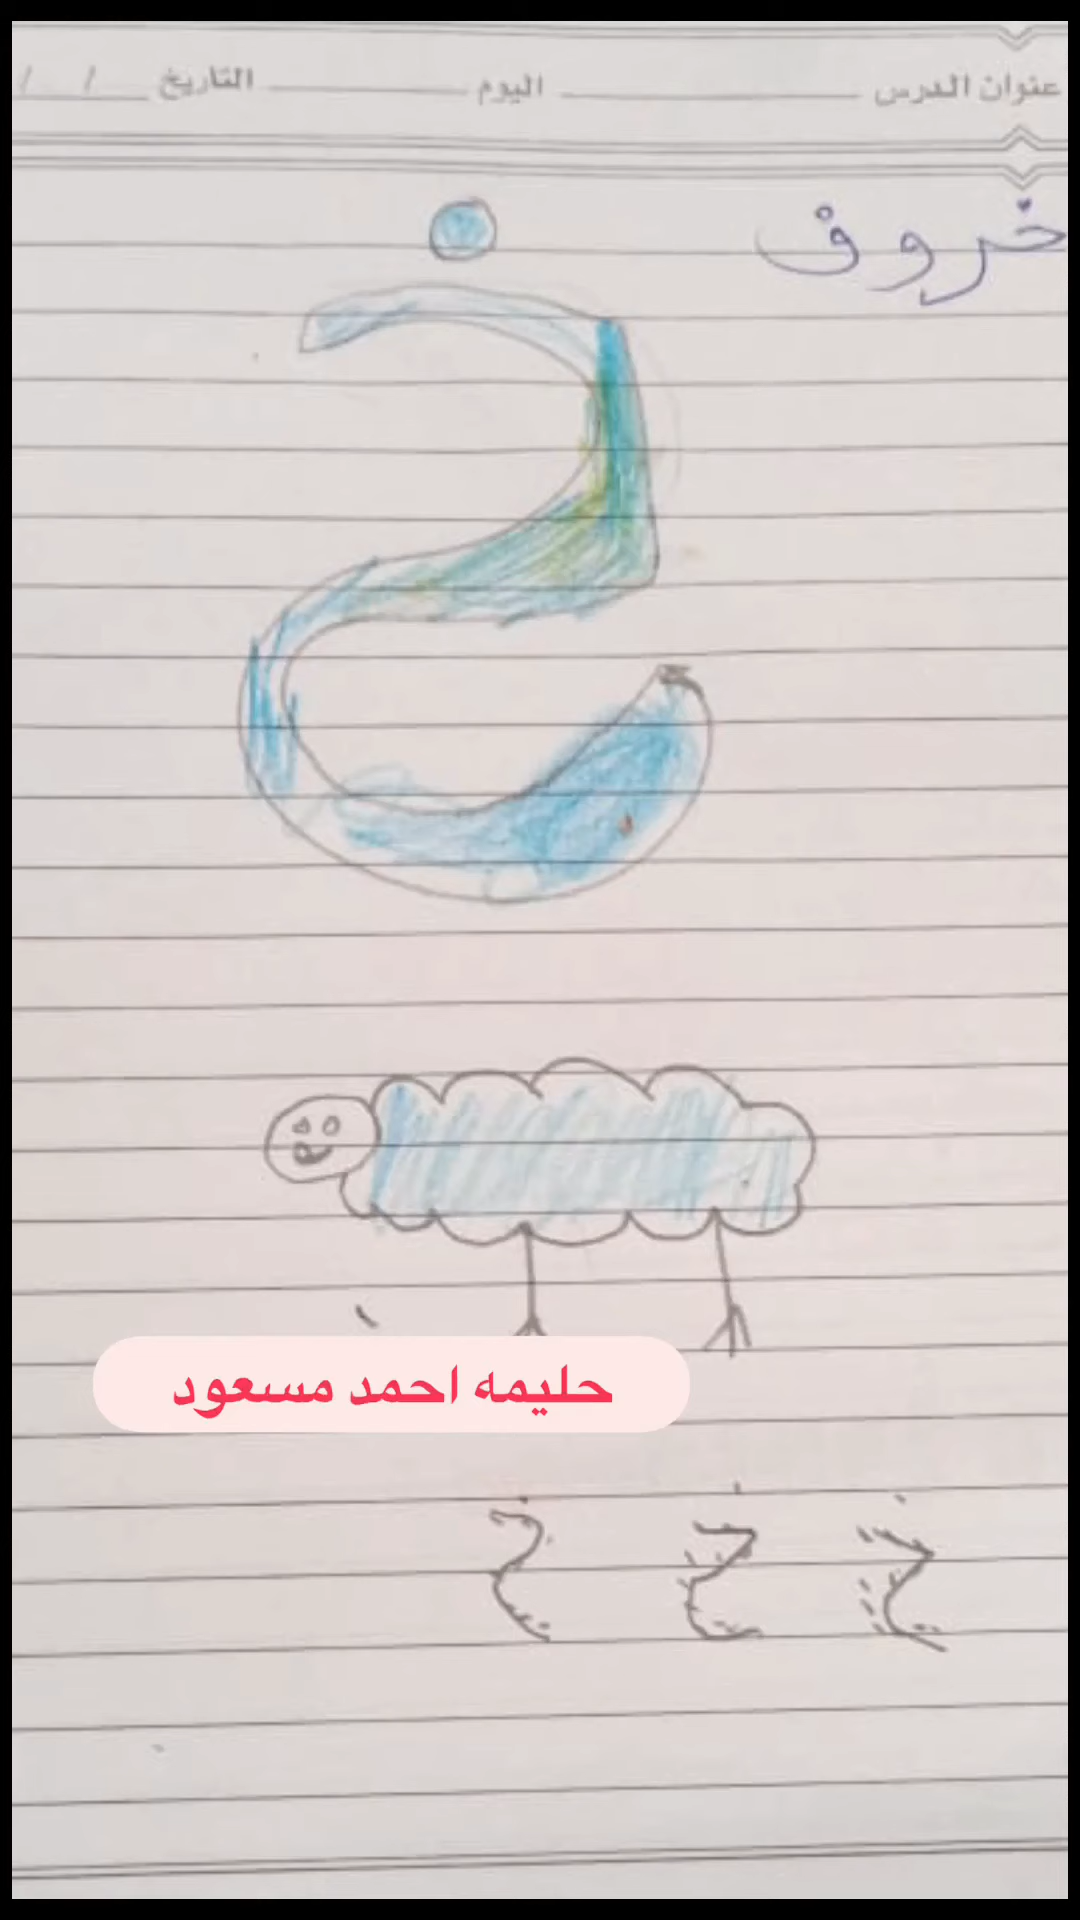 عنوان الدرس اليوم التاريخ / /
خروف
خ
حليمه احمد مسعود
خ خ خ